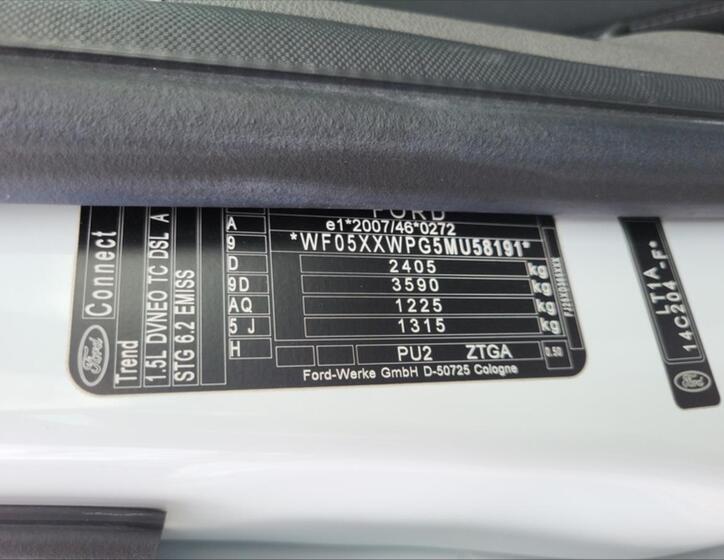 FORD
A e1*2007/46*0272
9 *WF05XXWPG5MU58191*
D 2405 kg
9D 3590 kg
AQ 1225 kg
5 J 1315 kg
H PU2 ZTGA 0.50
Ford-Werke GmbH D-50725 Cologne
Ford Connect
Trend
1.5L DVNEO TC DSL A
STG 6.2 EMISS
LT1A
14C204 -F*
Ford